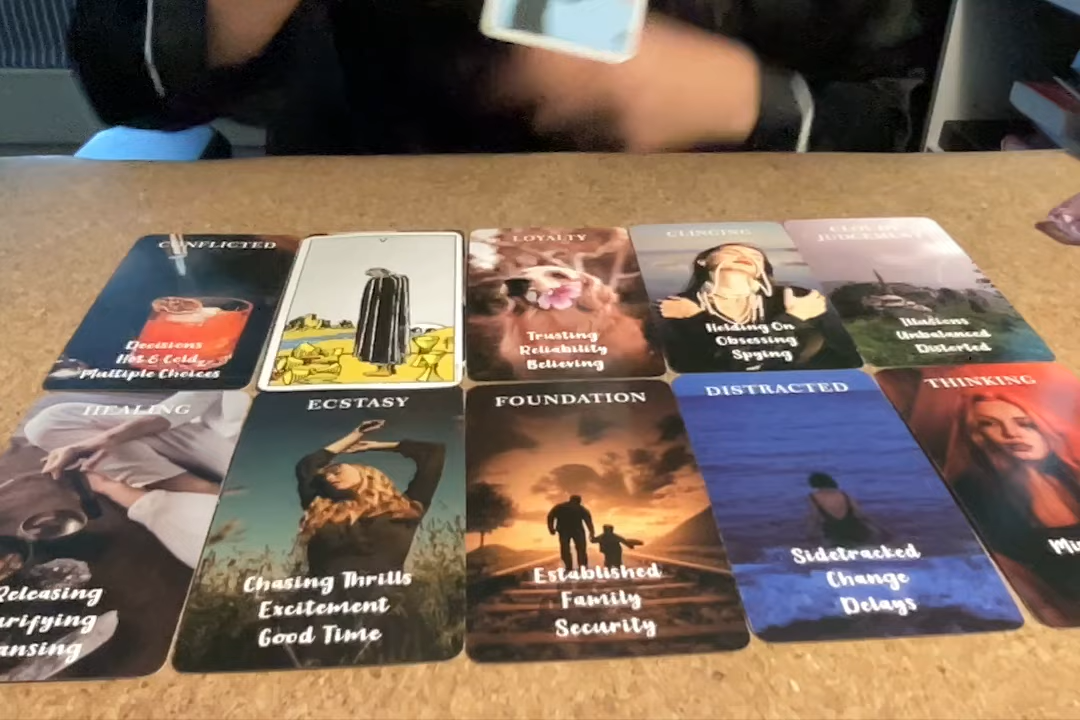 CONFLICTED
Decisions
Hot & Cold
Multiple Choices
LOYALTY
Trusting
Reliability
Believing
CLINGING
Holding On
Obsessing
Spying
JUDGEMENT
Illusions
Unbalanced
Distorted
HEALING
Releasing
ECSTASY
Chasing Thrills
Excitement
Good Time
FOUNDATION
Established
Family
Security
DISTRACTED
Sidetracked
Change
Delays
THINKING